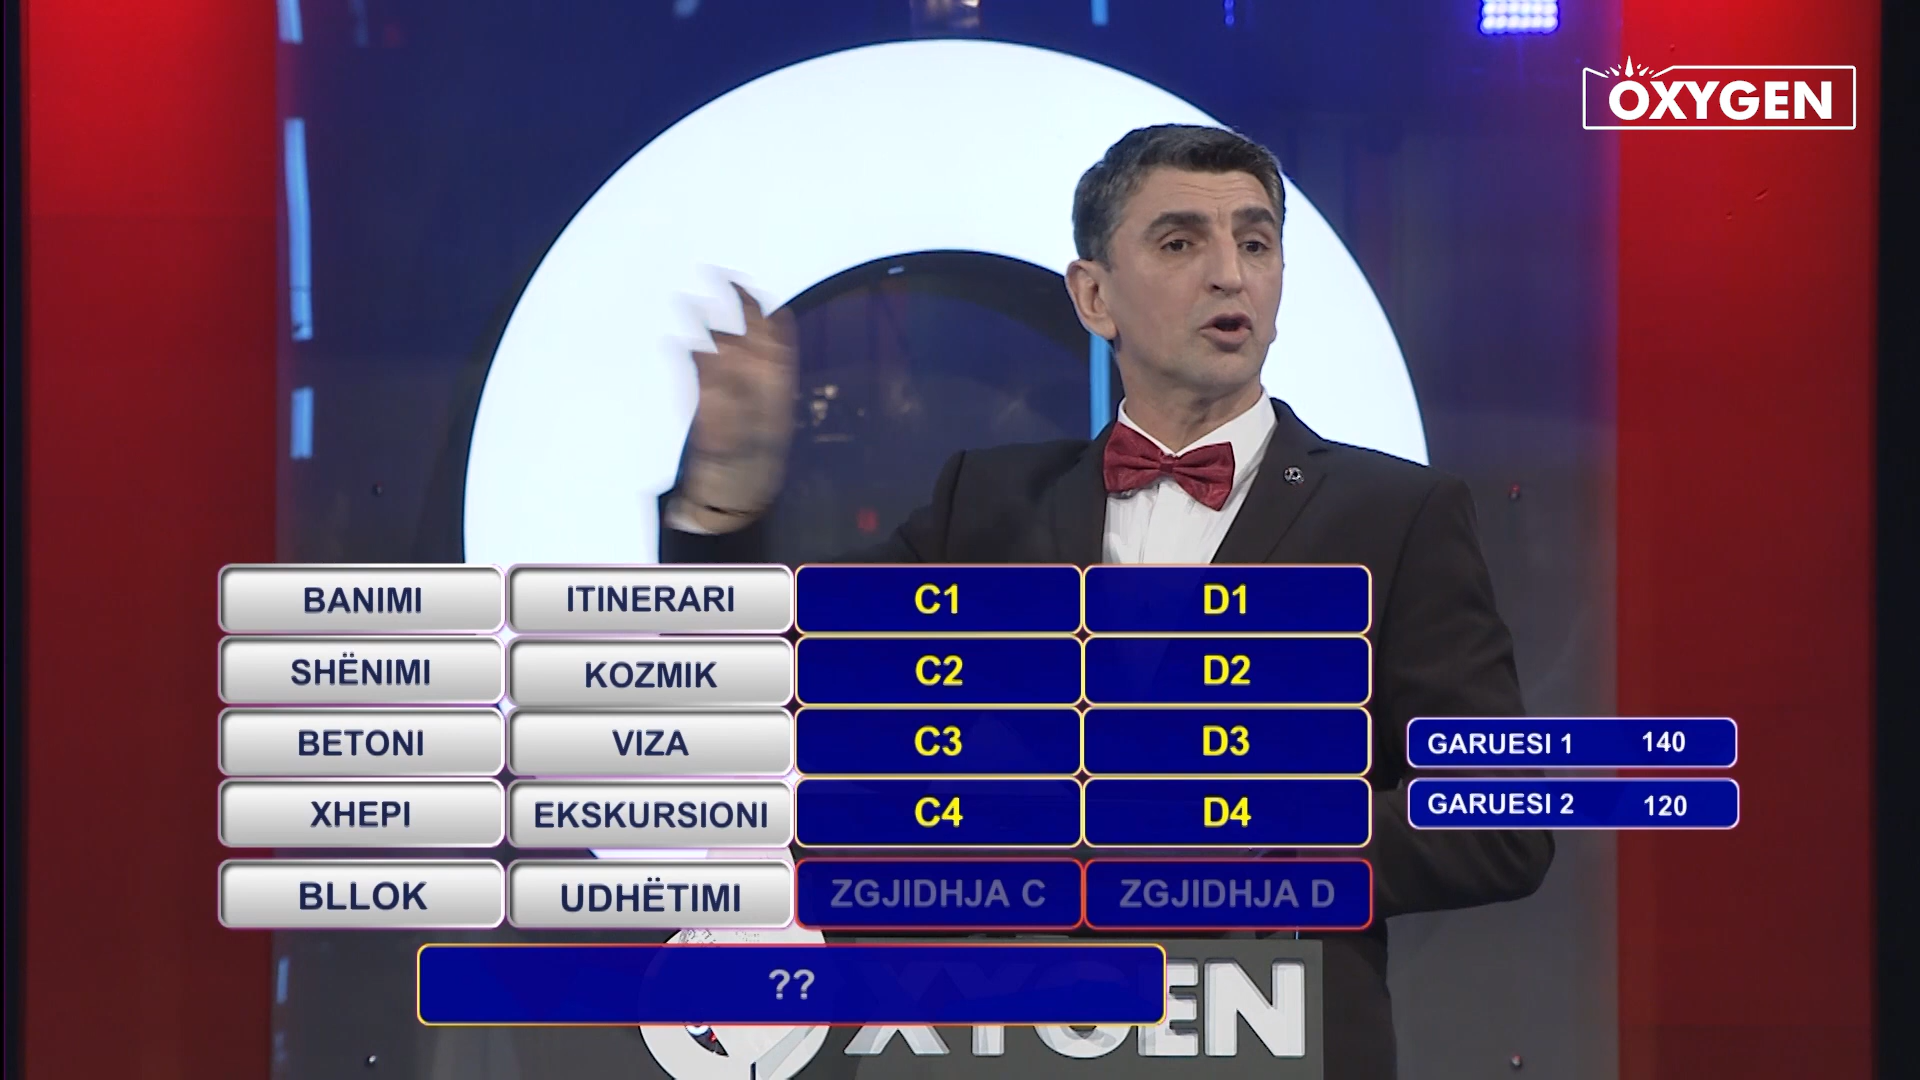 OXYGEN
BANIMI ITINERARI C1 D1
SHËNIMI KOZMIK C2 D2
BETONI VIZA C3 D3
GARUESI 1 140
XHEPI EKSKURSIONI C4 D4
GARUESI 2 120
BLLOK UDHËTIMI ZGJIDHJA C ZGJIDHJA D
??
OXYGEN